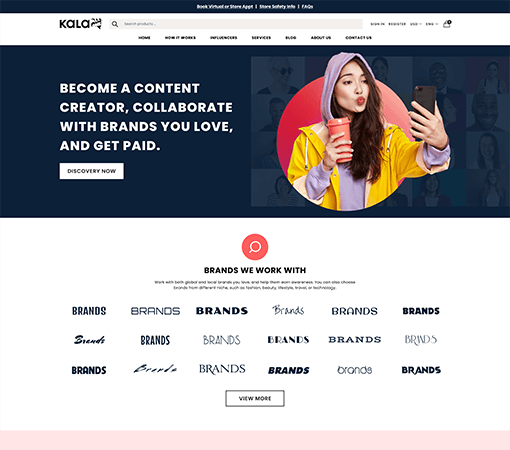 Book Virtual or Store Appt | Store Safety Info | FAQs
KALA
Search products...
SIGN IN REGISTER USD ENG 0
HOME HOW IT WORKS INFLUENCERS SERVICES BLOG ABOUT US CONTACT US
BECOME A CONTENT
CREATOR, COLLABORATE
WITH BRANDS YOU LOVE,
AND GET PAID.
DISCOVERY NOW
BRANDS WE WORK WITH
Work with both global and local brands you love, and help them earn awareness. You can also choose
brands from different niche, such as fashion, beauty, lifestyle, travel, or technology.
BRANDS BRANDS BRANDS Brands BRANDS BRANDS
Brands BRANDS BRANDS BRANDS BRANDS BRANDS
BRANDS Brands BRANDS BRANDS brands BRANDS
VIEW MORE